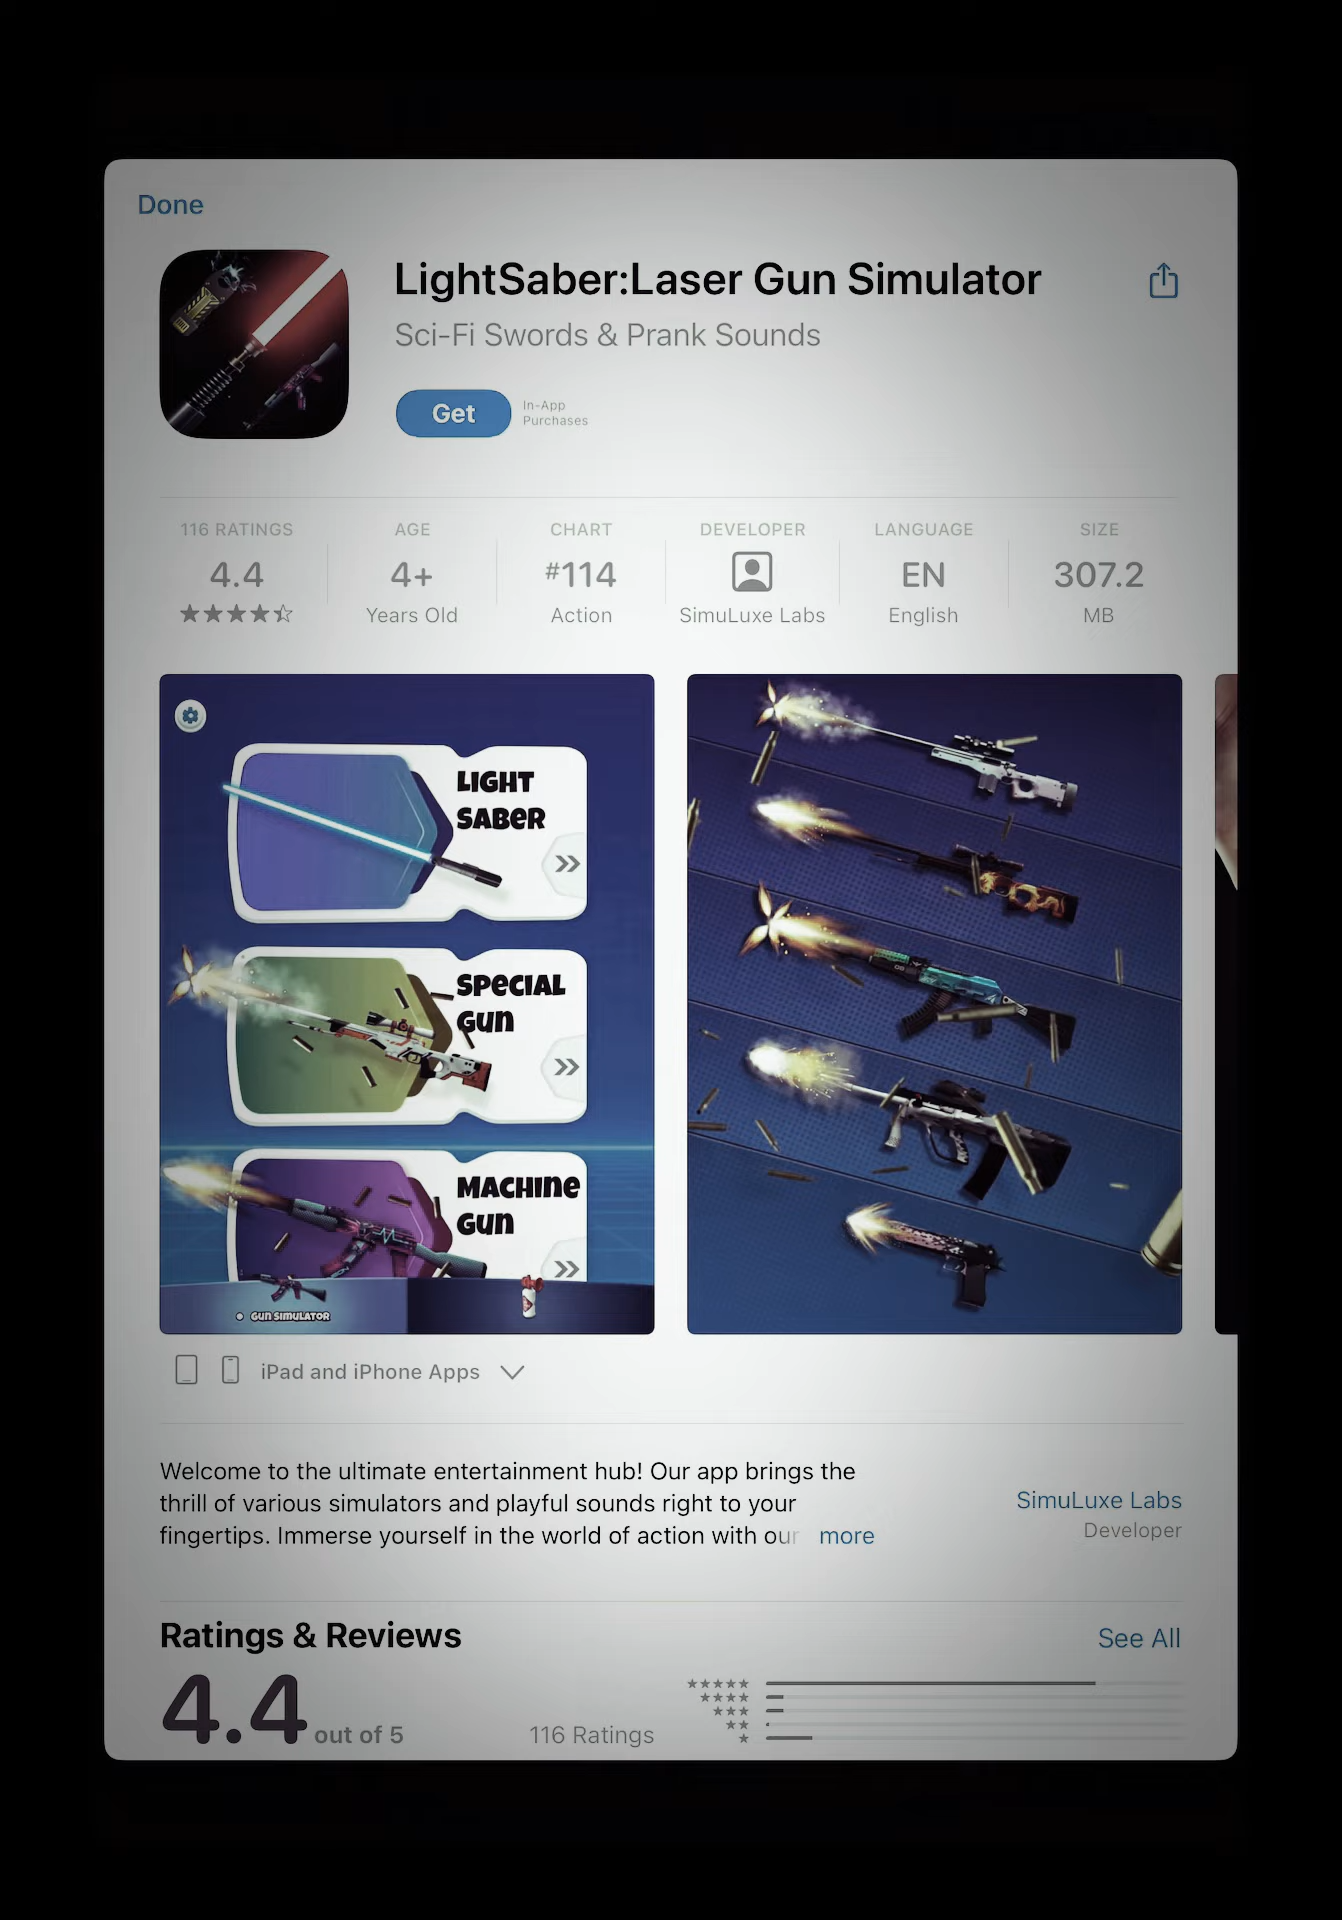 Done
LightSaber:Laser Gun Simulator
Sci-Fi Swords & Prank Sounds
Get
In-App
Purchases
116 RATINGS
4.4
AGE
4+
Years Old
CHART
#114
Action
DEVELOPER
SimuLuxe Labs
LANGUAGE
EN
English
SIZE
307.2
MB
LIGHT
SABER
SPECIAL
GUN
MACHINE
GUN
GUN SIMULATOR
iPad and iPhone Apps
Welcome to the ultimate entertainment hub! Our app brings the
thrill of various simulators and playful sounds right to your
fingertips. Immerse yourself in the world of action with our more
SimuLuxe Labs
Developer
Ratings & Reviews
See All
4.4 out of 5
116 Ratings